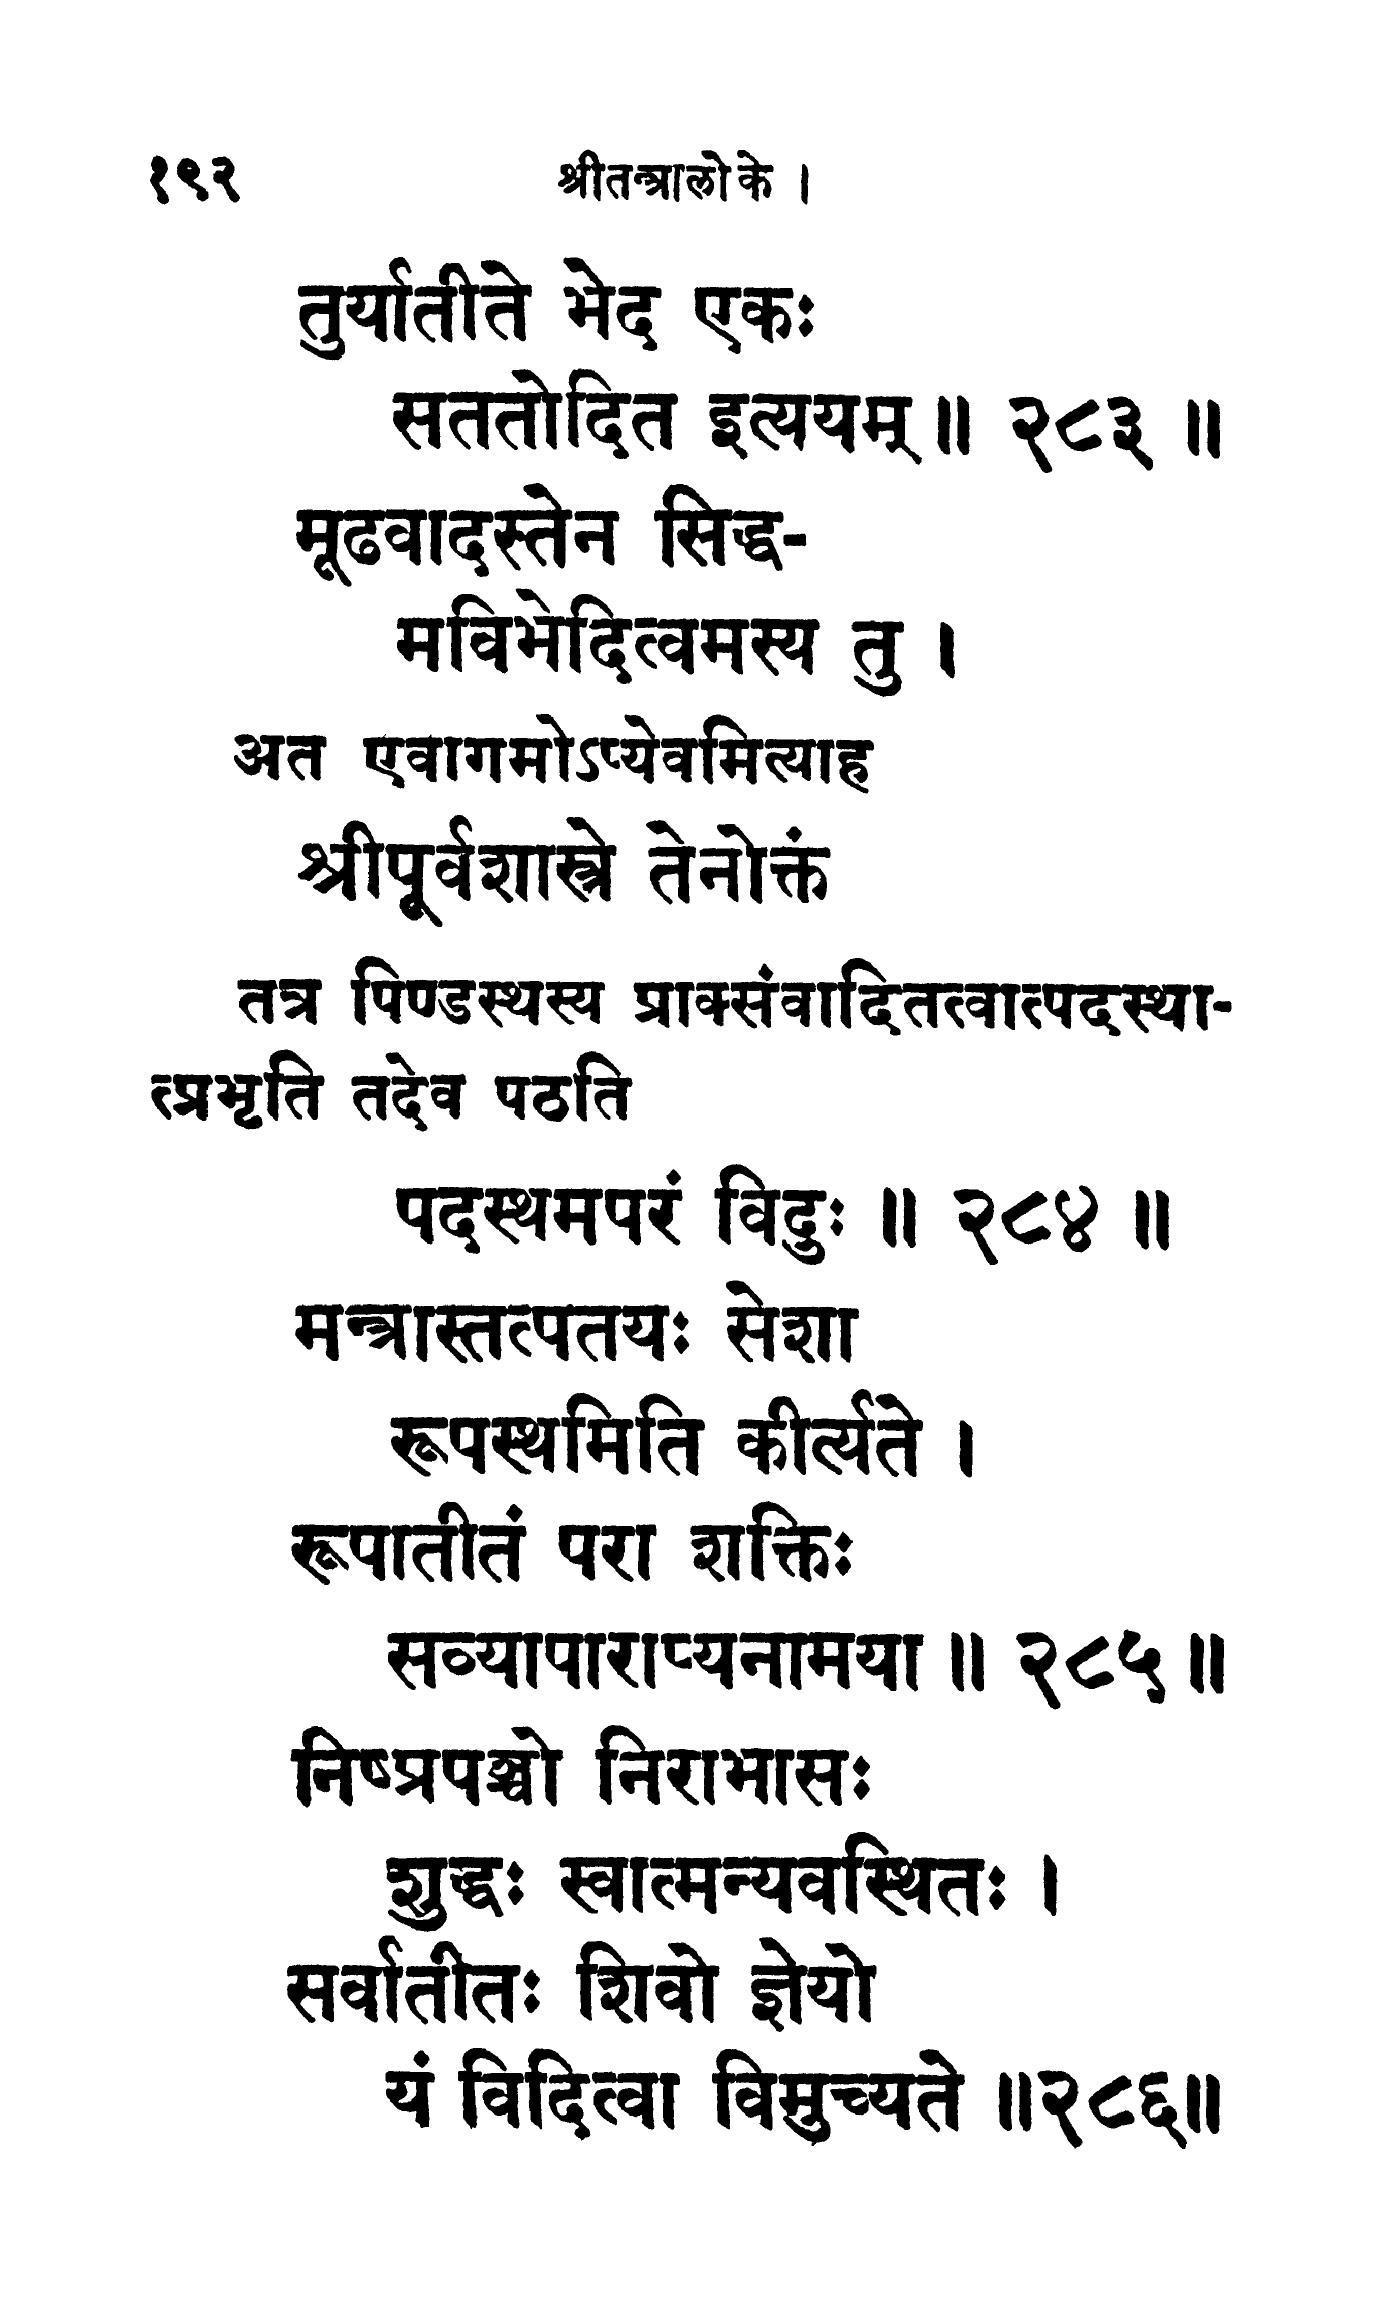 १९२ श्रीतन्त्रालोके ।
तुर्यातीते भेद एकः
सततोदित इत्ययम् ॥ २८३ ॥
मूढवादस्तेन सिद्ध-
मविभेदित्वमस्य तु ।
अत एवागमोऽप्येवमित्याह
श्रीपूर्वशास्त्रे तेनोक्तं
तत्र पिण्डस्थस्य प्राक्संवादितत्वात्पदस्था-
त्प्रभृति तदेव पठति
पदस्थमपरं विदुः ॥ २८४ ॥
मन्त्रास्तत्पतयः सेशा
रूपस्थमिति कीर्त्यते ।
रूपातीतं परा शक्तिः
सव्यापाराप्यनामया ॥ २८५ ॥
निष्प्रपञ्चो निराभासः
शुद्धः स्वात्मन्यवस्थितः ।
सर्वातीतः शिवो ज्ञेयो
यं विदित्वा विमुच्यते ॥२८६॥